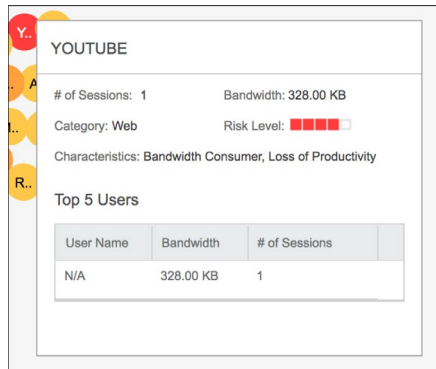 Y..
YOUTUBE
.. A
# of Sessions: 1 Bandwidth: 328.00 KB
Category: Web Risk Level:
Characteristics: Bandwidth Consumer, Loss of Productivity
R..
Top 5 Users
User Name Bandwidth # of Sessions
N/A 328.00 KB 1